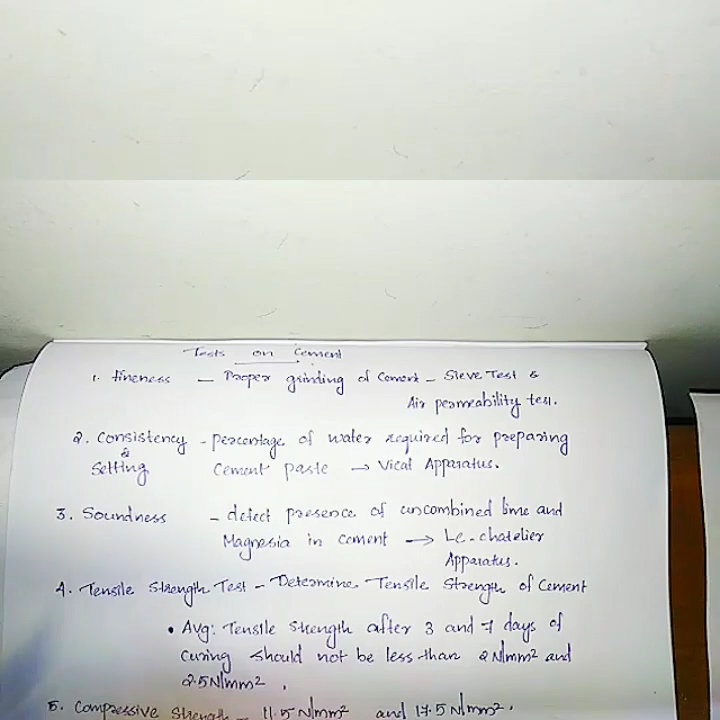 Tests on Cement
1. fineness — Proper grinding of Cement - Sieve Test &
Air permeability test.
2. Consistency - percentage of water required for preparing
& Setting Cement paste → Vicat Apparatus.
3. Soundness - detect presence of uncombined lime and
Magnesia in cement → Le-chatelier
Apparatus.
4. Tensile Strength Test - Determine Tensile Strength of Cement
• Avg: Tensile Strength after 3 and 7 days of
Curing should not be less than 2 N/mm² and
2.5 N/mm².
5. Compressive Strength - 11.5 N/mm² and 17.5 N/mm².